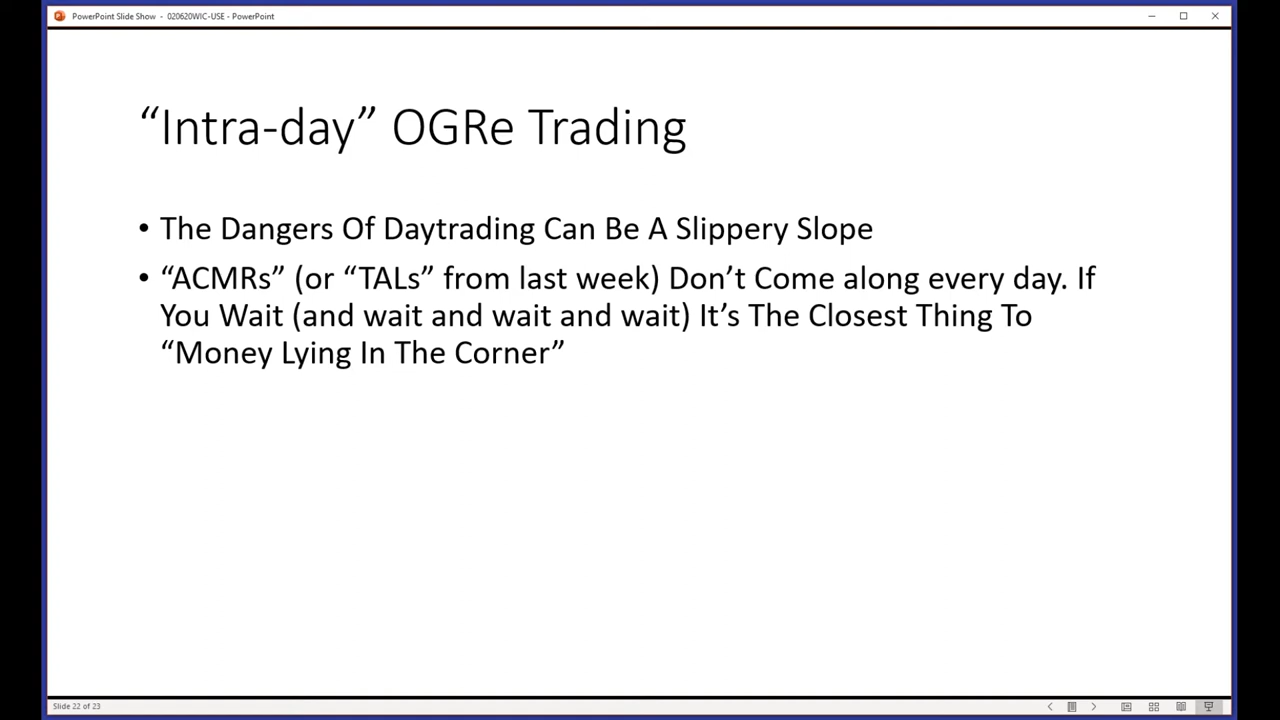 PowerPoint Slide Show - 020620WIC-USE - PowerPoint
“Intra-day” OGRe Trading
• The Dangers Of Daytrading Can Be A Slippery Slope
• “ACMRs” (or “TALs” from last week) Don’t Come along every day. If
You Wait (and wait and wait and wait) It’s The Closest Thing To
“Money Lying In The Corner”
Slide 22 of 23